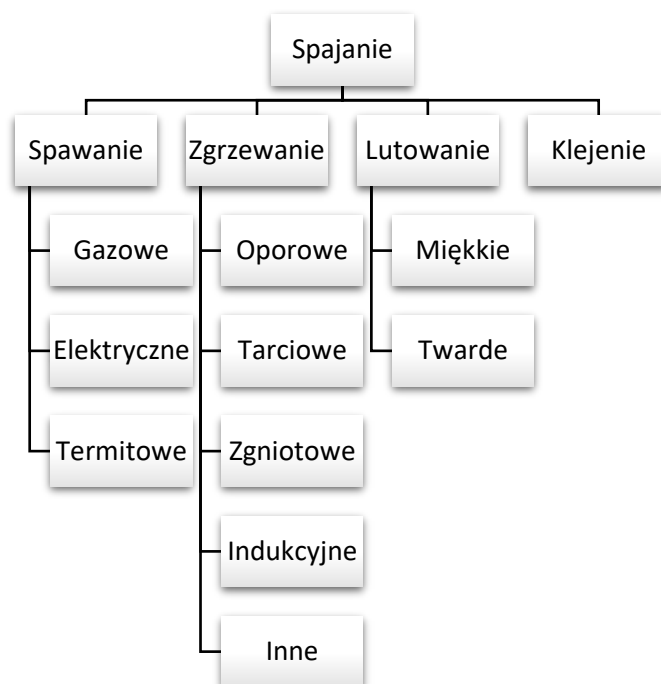 Spajanie
Spawanie
Zgrzewanie
Lutowanie
Klejenie
Gazowe
Elektryczne
Termitowe
Oporowe
Tarciowe
Zgniotowe
Indukcyjne
Inne
Miękkie
Twarde